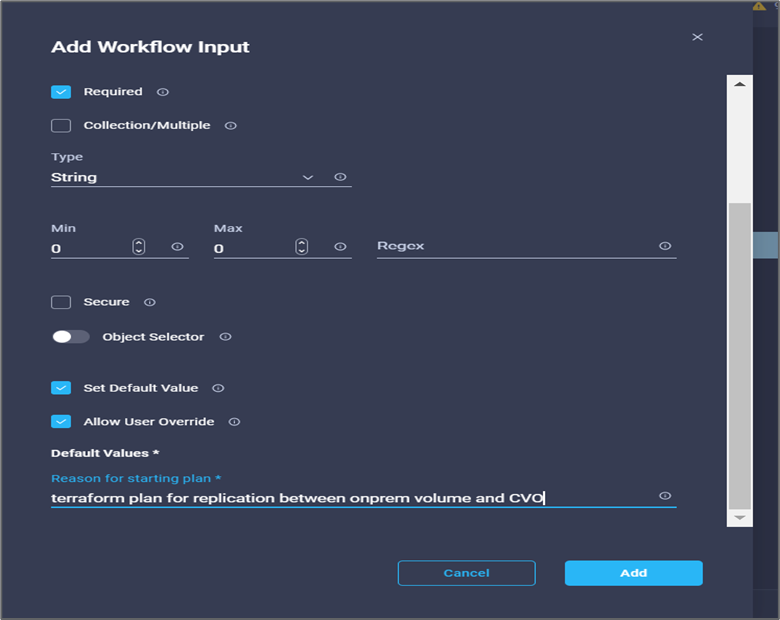 Add Workflow Input
Required
Collection/Multiple
Type
String
Min Max
0 0 Regex
Secure
Object Selector
Set Default Value
Allow User Override
Default Values *
Reason for starting plan *
terraform plan for replication between onprem volume and CVO
Cancel Add